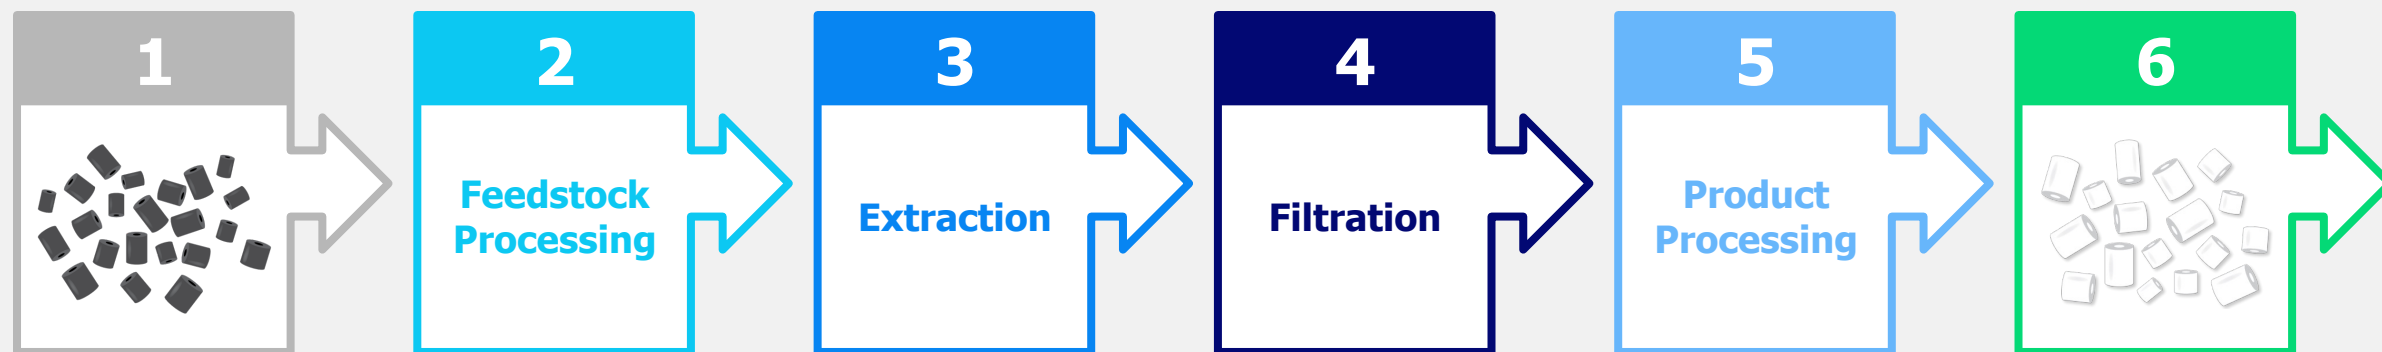 1
2
Feedstock
Processing
3
Extraction
4
Filtration
5
Product
Processing
6